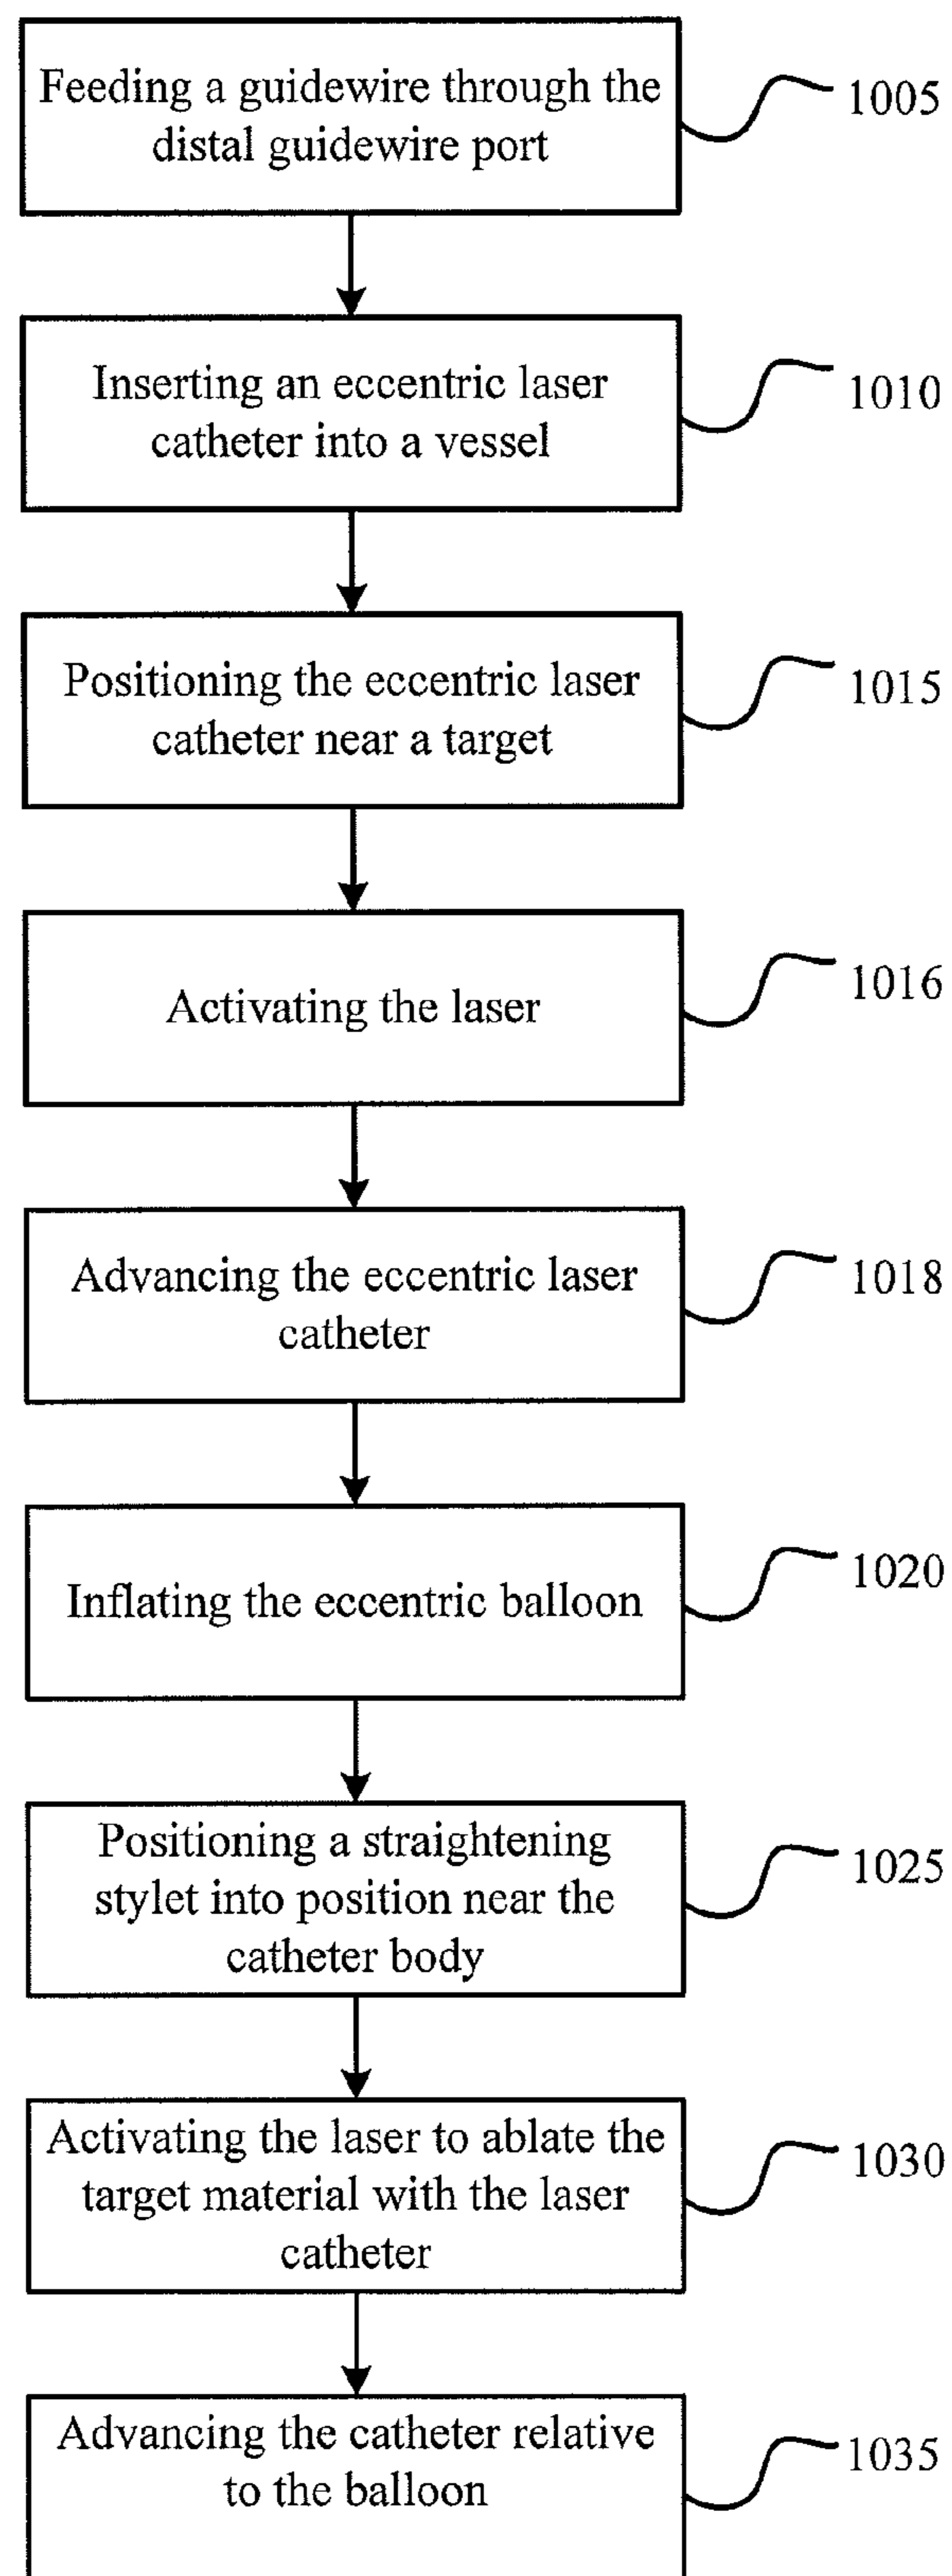 Feeding a guidewire through the
distal guidewire port
1005
Inserting an eccentric laser
catheter into a vessel
1010
Positioning the eccentric laser
catheter near a target
1015
Activating the laser
1016
Advancing the eccentric laser
catheter
1018
Inflating the eccentric balloon
1020
Positioning a straightening
stylet into position near the
catheter body
1025
Activating the laser to ablate the
target material with the laser
catheter
1030
Advancing the catheter relative
to the balloon
1035